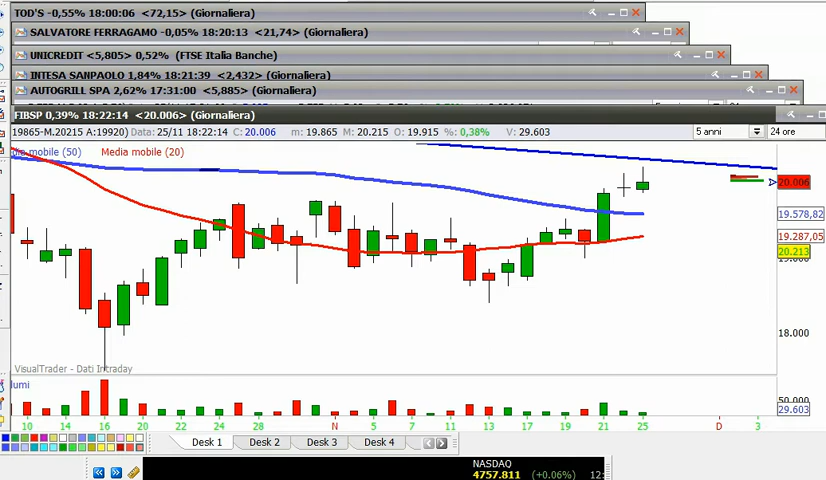 TOD'S -0,55% 18:00:06 <72,15> (Giornaliera)
SALVATORE FERRAGAMO -0,05% 18:20:13 <21,74> (Giornaliera)
UNICREDIT <5,805> 0,52% (FTSE Italia Banche)
INTESA SANPAOLO 1,84% 18:21:39 <2,432> (Giornaliera)
AUTOGRILL SPA 2,62% 17:31:00 <5,885> (Giornaliera)
FIBSP 0,39% 18:22:14 <20.006> (Giornaliera)
19865-M.20215 A:19920) Data: 25/11 18:22:14 C: 20.006 m: 19.865 M: 20.215 O: 19.915 %: 0,38% V: 29.603 5 anni 24 ore
mobile (50) Media mobile (20)
20.006
19.578,82
19.287,05
20.213
18.000
VisualTrader - Dati Intraday
lumi
50.000
29.603
10 14 16 18 22 24 28 N 5 7 11 13 15 19 21 25 D 3
Desk 1 Desk 2 Desk 3 Desk 4
NASDAQ
4757.811 (+0.06%) 12: